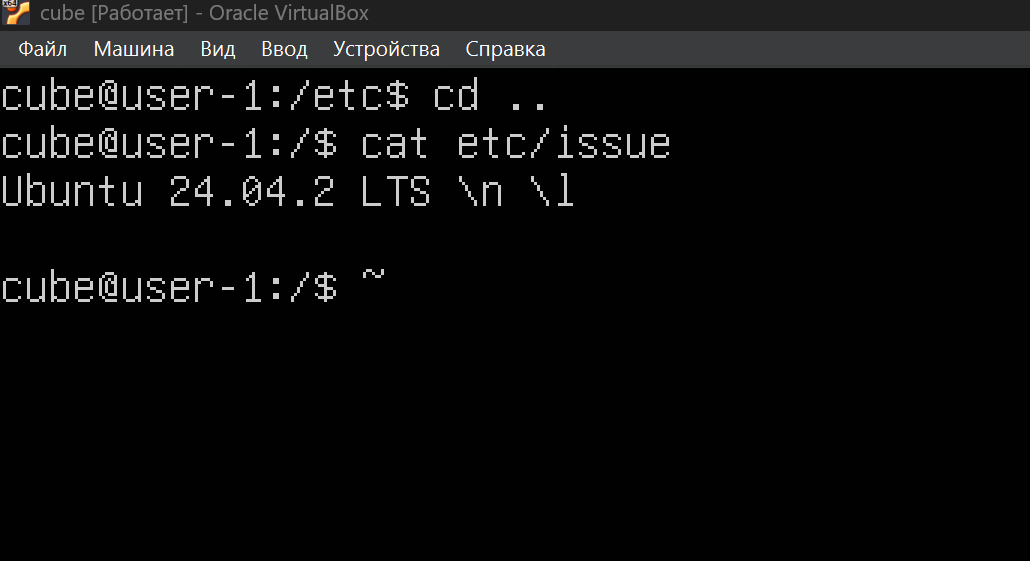 x64
cube [Работает] - Oracle VirtualBox
Файл Машина Вид Ввод Устройства Справка
cube@user-1:/etc$ cd ..
cube@user-1:/$ cat etc/issue
Ubuntu 24.04.2 LTS \n \l
cube@user-1:/$ ~